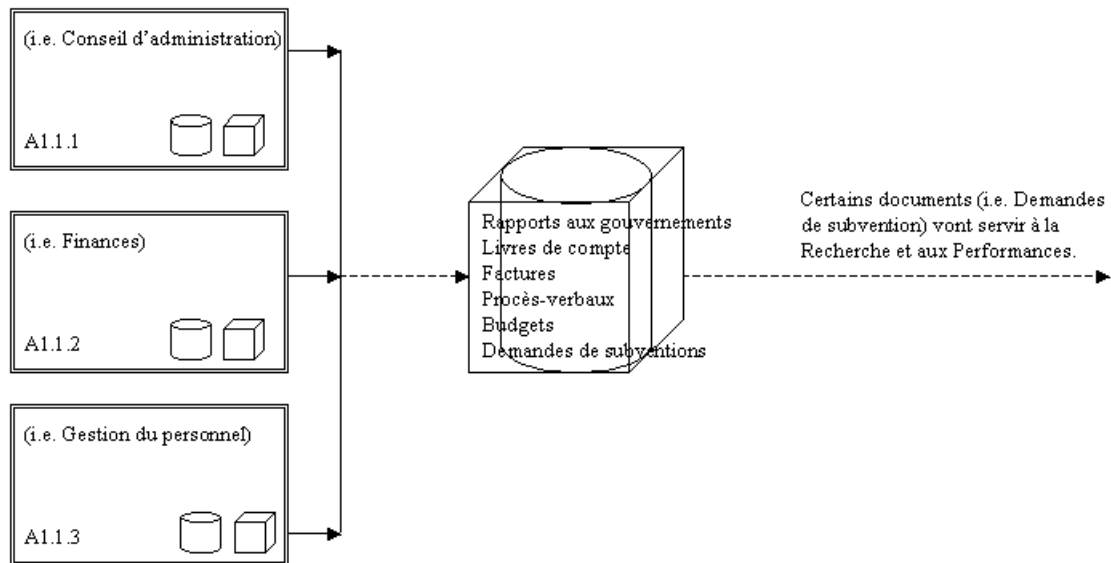 (i.e. Conseil d'administration)
A1.1.1
(i.e. Finances)
A1.1.2
(i.e. Gestion du personnel)
A1.1.3
Rapports aux gouvernements
Livres de compte
Factures
Procès-verbaux
Budgets
Demandes de subventions
Certains documents (i.e. Demandes
de subvention) vont servir à la
Recherche et aux Performances.